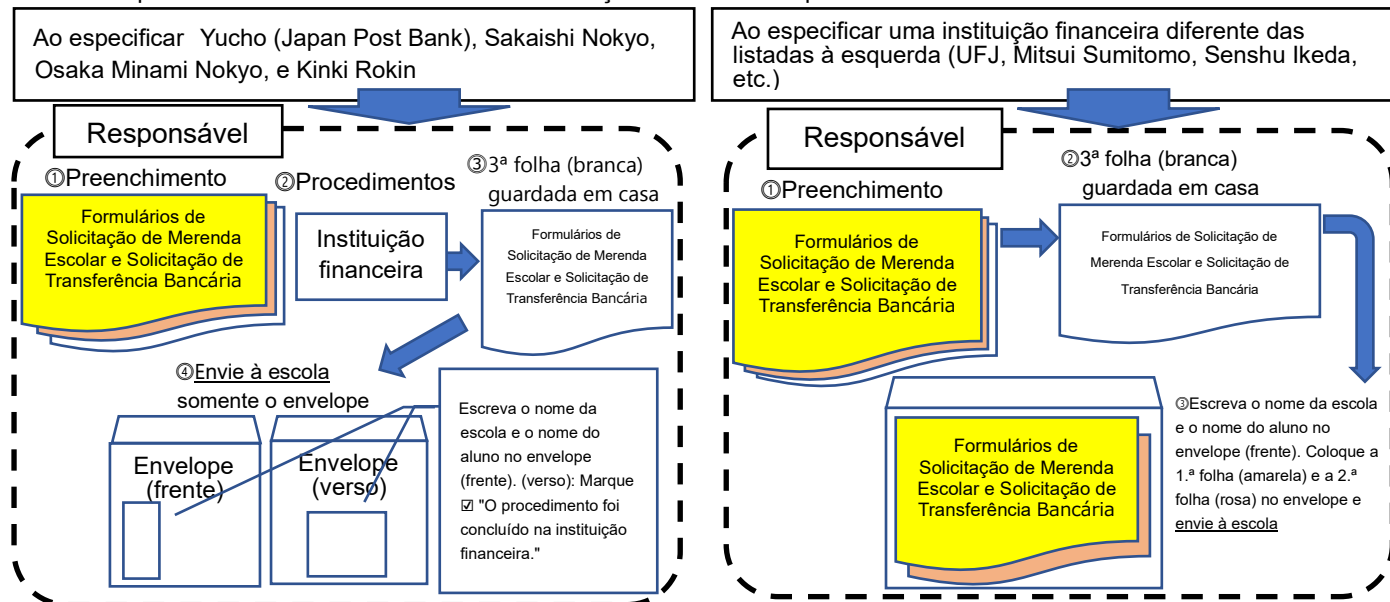 Ao especificar Yucho (Japan Post Bank), Sakaishi Nokyo,
Osaka Minami Nokyo, e Kinki Rokin
Responsável
①Preenchimento
Formulários de
Solicitação de Merenda
Escolar e Solicitação de
Transferência Bancária
②Procedimentos
Instituição
financeira
③3ª folha (branca)
guardada em casa
Formulários de
Solicitação de Merenda
Escolar e Solicitação de
Transferência Bancária
④Envie à escola
somente o envelope
Envelope
(frente)
Envelope
(verso)
Escreva o nome da
escola e o nome do
aluno no envelope
(frente). (verso): Marque
☑ "O procedimento foi
concluído na instituição
financeira."
Ao especificar uma instituição financeira diferente das
listadas à esquerda (UFJ, Mitsui Sumitomo, Senshu Ikeda,
etc.)
Responsável
①Preenchimento
Formulários de
Solicitação de Merenda
Escolar e Solicitação de
Transferência Bancária
②3ª folha (branca)
guardada em casa
Formulários de Solicitação de
Merenda Escolar e Solicitação de
Transferência Bancária
③Escreva o nome da escola
e o nome do aluno no
envelope (frente). Coloque a
1.ª folha (amarela) e a 2.ª
folha (rosa) no envelope e
envie à escola
Formulários de
Solicitação de Merenda
Escolar e Solicitação de
Transferência Bancária